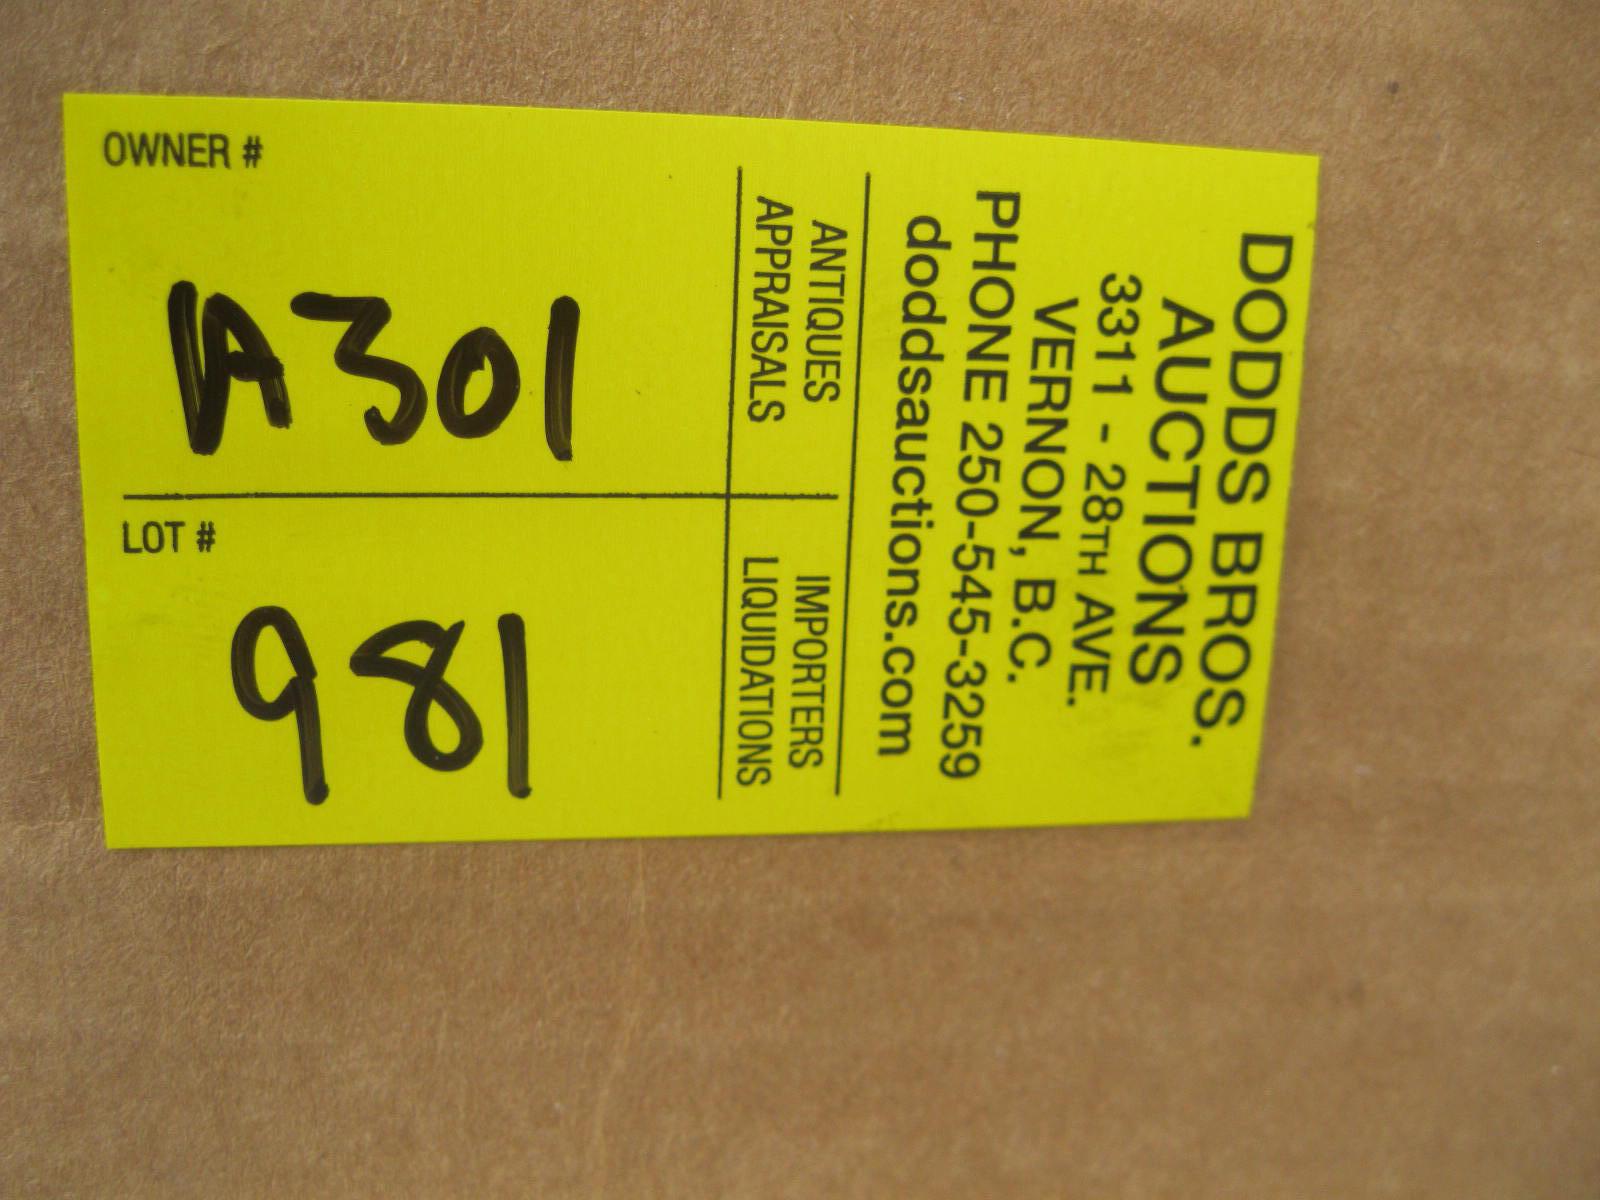 OWNER #
A301
LOT #
981
DODDS BROS.
AUCTIONS
3311 - 28TH AVE.
VERNON, B.C.
PHONE 250-545-3259
doddsauctions.com
ANTIQUES IMPORTERS
APPRAISALS LIQUIDATIONS